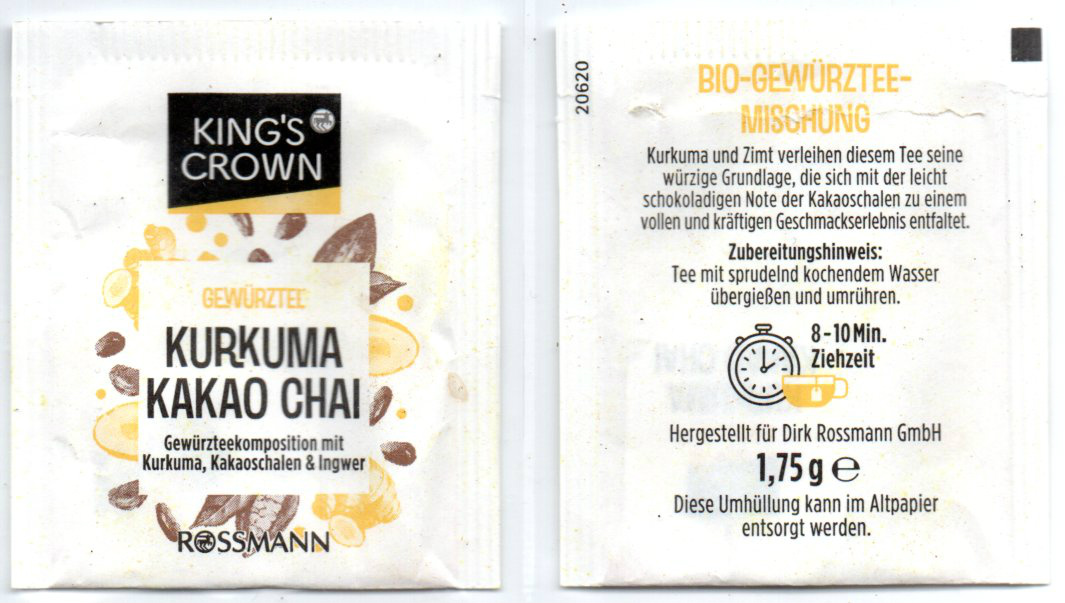 KING'S
CROWN
GEWÜRZTEE
KURKUMA
KAKAO CHAI
Gewürzteekomposition mit
Kurkuma, Kakaoschalen & Ingwer
ROSSMANN
20620
BIO-GEWÜRZTEE-
MISCHUNG
Kurkuma und Zimt verleihen diesem Tee seine
würzige Grundlage, die sich mit der leicht
schokoladigen Note der Kakaoschalen zu einem
vollen und kräftigen Geschmackserlebnis entfaltet.
Zubereitungshinweis:
Tee mit sprudelnd kochendem Wasser
übergießen und umrühren.
8-10 Min.
Ziehzeit
Hergestellt für Dirk Rossmann GmbH
1,75 g ℮
Diese Umhüllung kann im Altpapier
entsorgt werden.